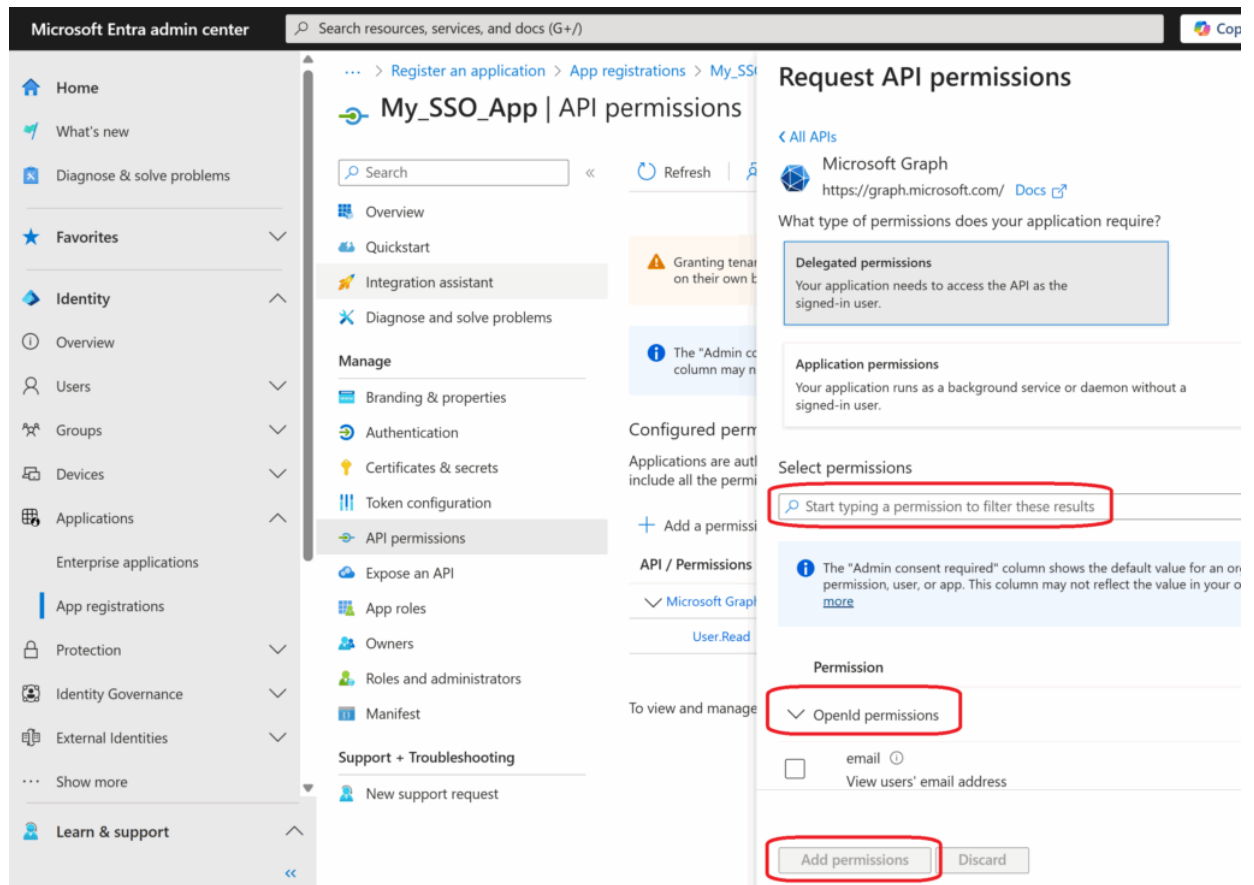 Microsoft Entra admin center
Search resources, services, and docs (G+/)
Home
What's new
Diagnose & solve problems
Favorites
Identity
Overview
Users
Groups
Devices
Applications
Enterprise applications
App registrations
Protection
Identity Governance
External Identities
Show more
Learn & support
··· > Register an application > App registrations >
My_SSO_App | API permissions
Search
Refresh
Overview
Quickstart
Integration assistant
Diagnose and solve problems
Manage
Branding & properties
Authentication
Certificates & secrets
Token configuration
API permissions
Expose an API
App roles
Owners
Roles and administrators
Manifest
Support + Troubleshooting
New support request
Granting
on their own
The "Admin
column may
Configured
Applications are
include all the
+ Add a
API / Permissions
Microsoft
User.Read
To view and manage
Request API permissions
All APIs
Microsoft Graph
https://graph.microsoft.com/ Docs
What type of permissions does your application require?
Delegated permissions
Your application needs to access the API as the
signed-in user.
Application permissions
Your application runs as a background service or daemon without a
signed-in user.
Select permissions
Start typing a permission to filter these results
The "Admin consent required" column shows the default value for an
permission, user, or app. This column may not reflect the value in your
more
Permission
OpenId permissions
email
View users' email address
Add permissions
Discard